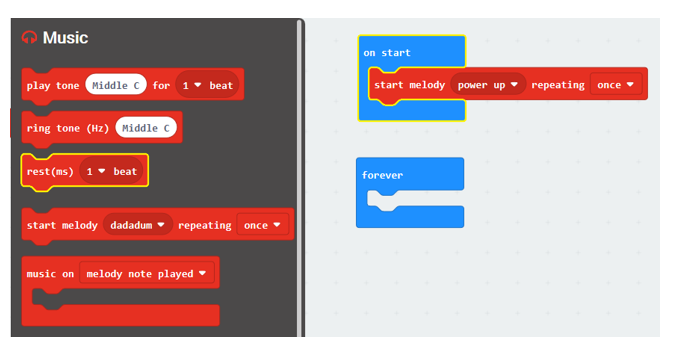 Music
play tone Middle C for 1 beat
ring tone (Hz) Middle C
rest(ms) 1 beat
start melody dadadum repeating once
music on melody note played
on start
start melody power up repeating once
forever